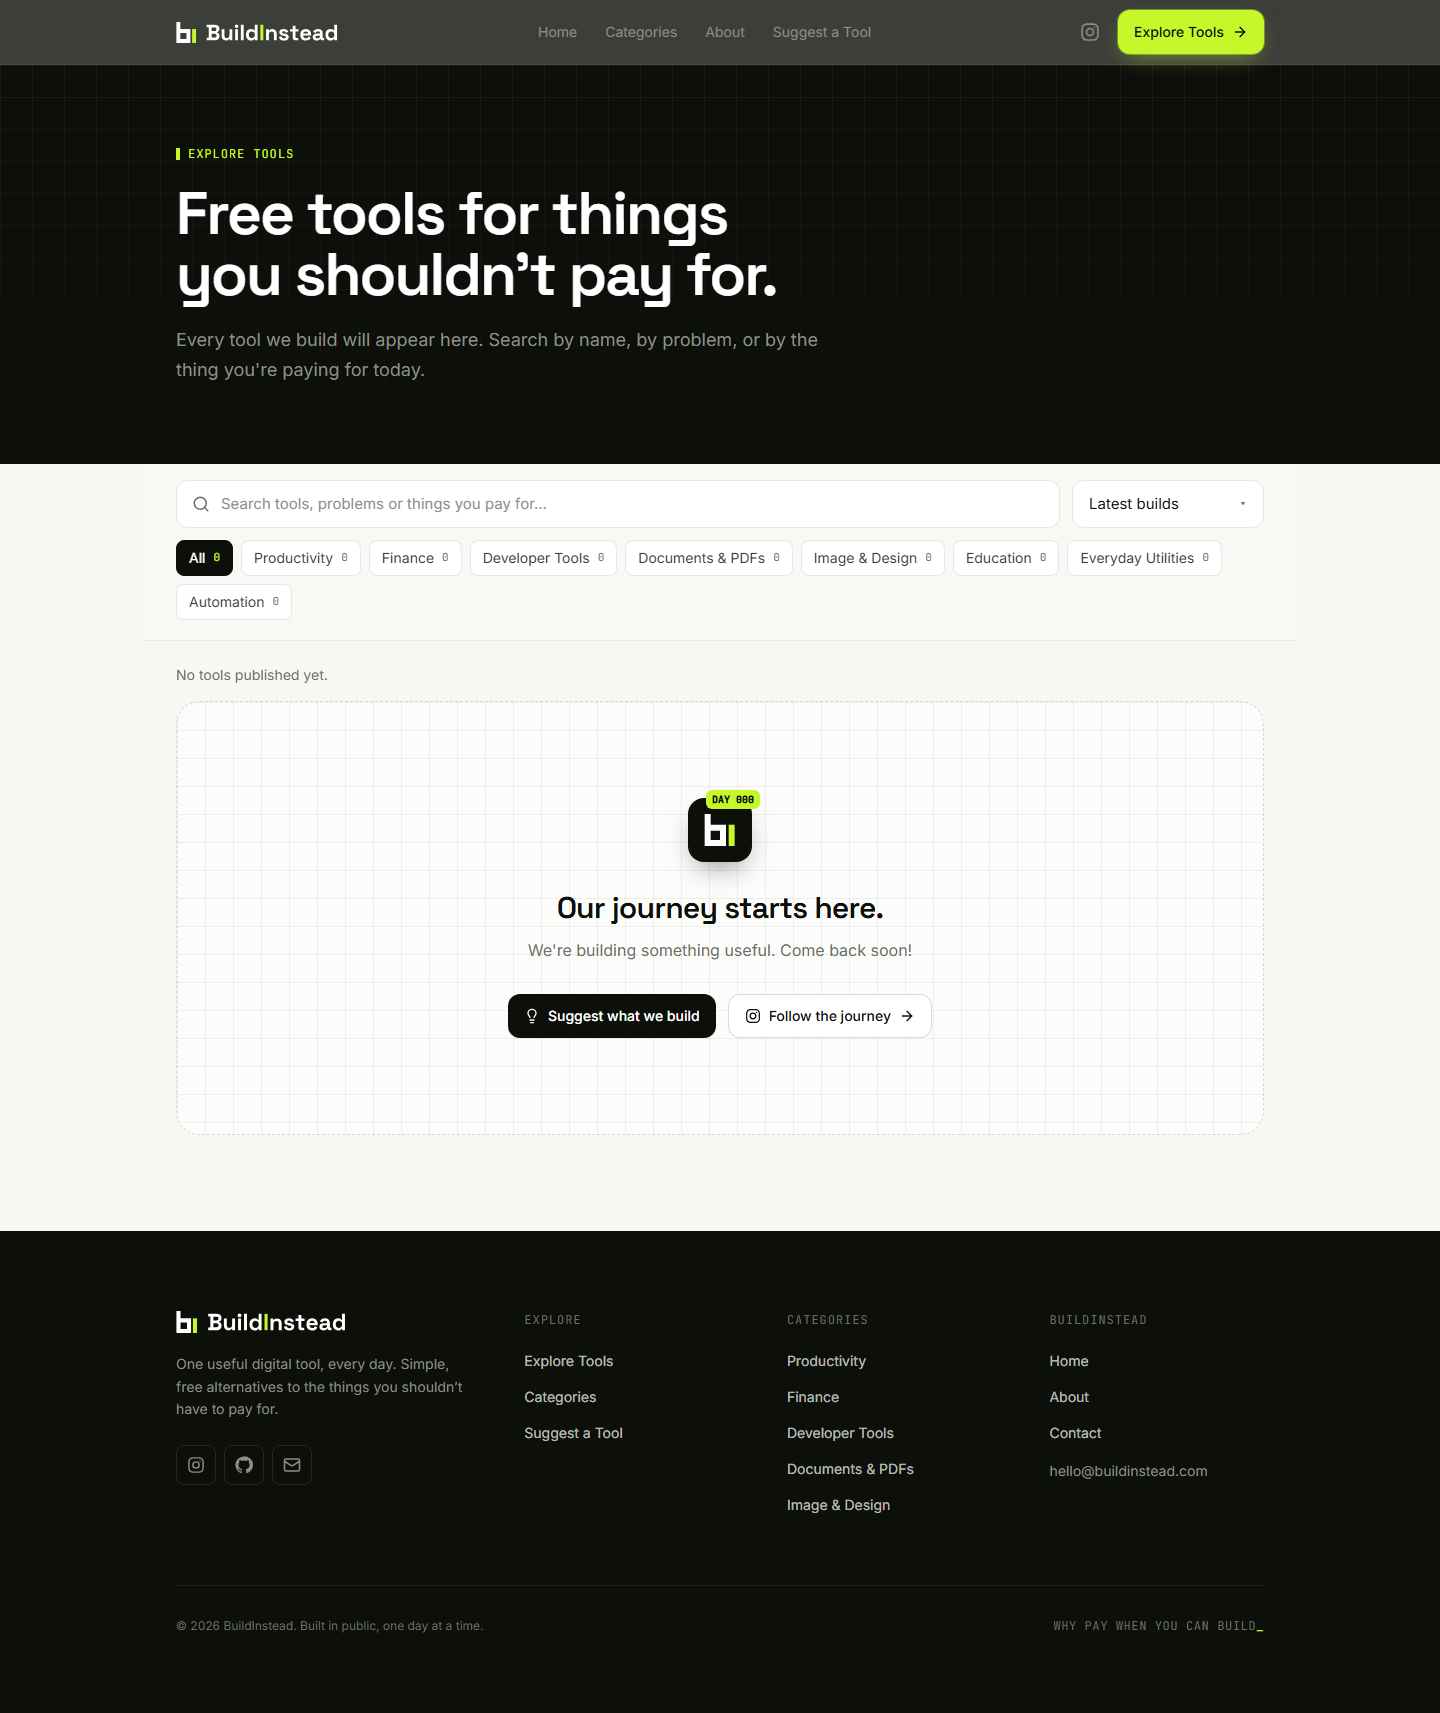 BuildInstead
Home
Categories
About
Suggest a Tool
Explore Tools
EXPLORE TOOLS
Free tools for things
you shouldn’t pay for.
Every tool we build will appear here. Search by name, by problem, or by the
thing you're paying for today.
Search tools, problems or things you pay for...
Latest builds
All 0
Productivity 0
Finance 0
Developer Tools 0
Documents & PDFs 0
Image & Design 0
Education 0
Everyday Utilities 0
Automation 0
No tools published yet.
DAY 000
Our journey starts here.
We're building something useful. Come back soon!
Suggest what we build
Follow the journey
BuildInstead
One useful digital tool, every day. Simple,
free alternatives to the things you shouldn’t
have to pay for.
EXPLORE
Explore Tools
Categories
Suggest a Tool
CATEGORIES
Productivity
Finance
Developer Tools
Documents & PDFs
Image & Design
BUILDINSTEAD
Home
About
Contact
hello@buildinstead.com
© 2026 BuildInstead. Built in public, one day at a time.
WHY PAY WHEN YOU CAN BUILD_